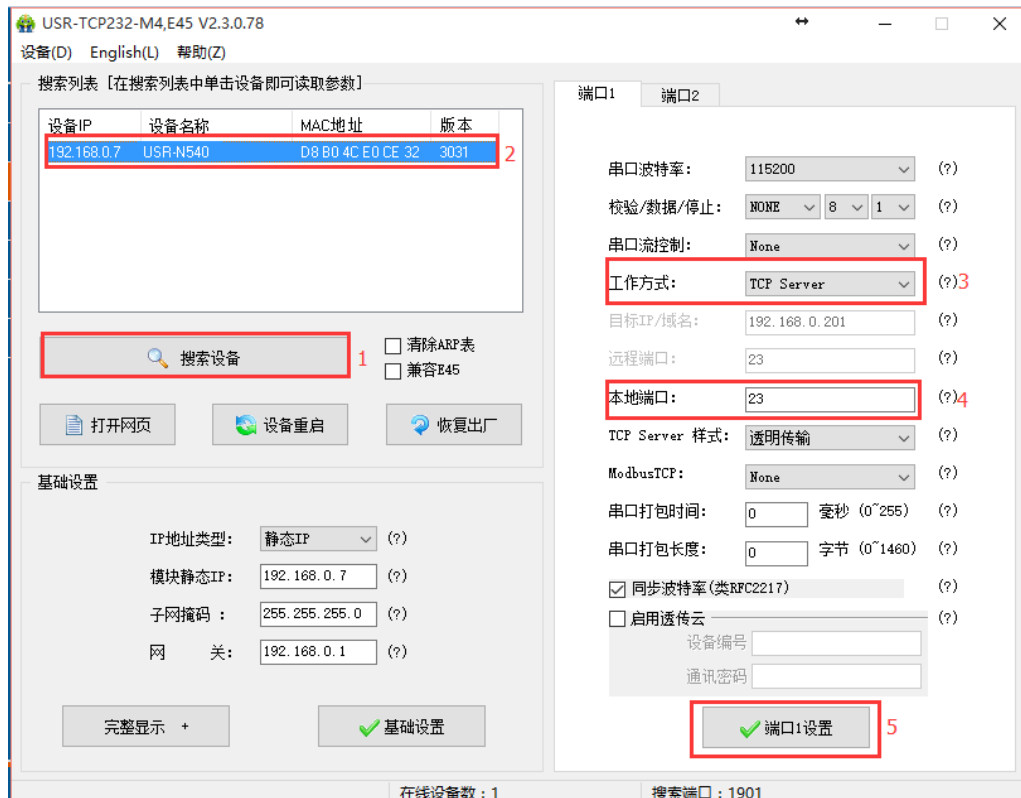 USR-TCP232-M4,E45 V2.3.0.78
设备(D) English(L) 帮助(Z)
搜索列表 [在搜索列表中单击设备即可读取参数]
设备IP 设备名称 MAC地址 版本
192.168.0.7 USR-N540 D8 B0 4C E0 CE 32 3031 2
搜索设备 1
清除ARP表
兼容E45
打开网页 设备重启 恢复出厂
基础设置
IP地址类型: 静态IP (?)
模块静态IP: 192.168.0.7 (?)
子网掩码 : 255.255.255.0 (?)
网 关: 192.168.0.1 (?)
完整显示 + 基础设置
端口1 端口2
串口波特率: 115200 (?)
校验/数据/停止: NONE 8 1 (?)
串口流控制: None (?)
工作方式: TCP Server (?)3
目标IP/域名: 192.168.0.201 (?)
远程端口: 23 (?)
本地端口: 23 (?)4
TCP Server 样式: 透明传输 (?)
ModbusTCP: None (?)
串口打包时间: 0 毫秒 (0~255) (?)
串口打包长度: 0 字节 (0~1460) (?)
同步波特率(类RFC2217) (?)
启用透传云 (?)
设备编号
通讯密码
端口1设置 5
在线设备数：1 搜索端口：1901